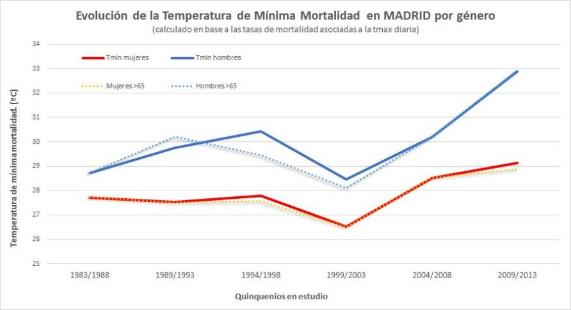 Evolución de la Temperatura de Mínima Mortalidad en MADRID por género
(calculado en base a las tasas de mortalidad asociadas a la tmax diaria)
34
33
32
31
30
29
28
27
26
25
Temperatura de mínima mortalidad, [ºc]
Tmin mujeres
Tmin hombres
Mujeres>65
Hombres>65
1983/1988 1989/1993 1994/1998 1999/2003 2004/2008 2009/2013
Quinquenios en estudio